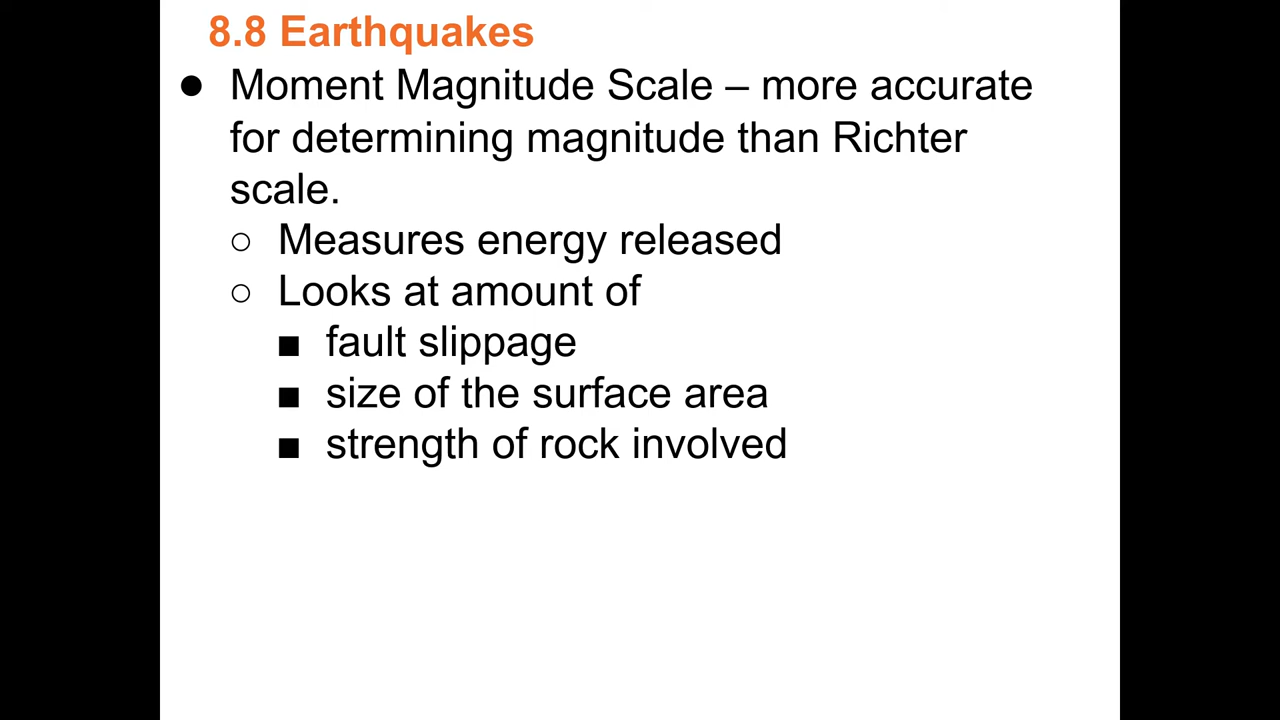 8.8 Earthquakes
● Moment Magnitude Scale – more accurate
for determining magnitude than Richter
scale.
○ Measures energy released
○ Looks at amount of
■ fault slippage
■ size of the surface area
■ strength of rock involved